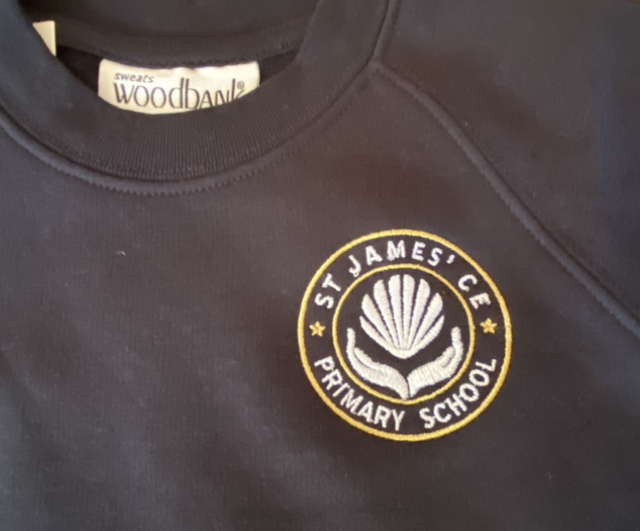 sweats
woodbank
ST JAMES' CE
PRIMARY SCHOOL